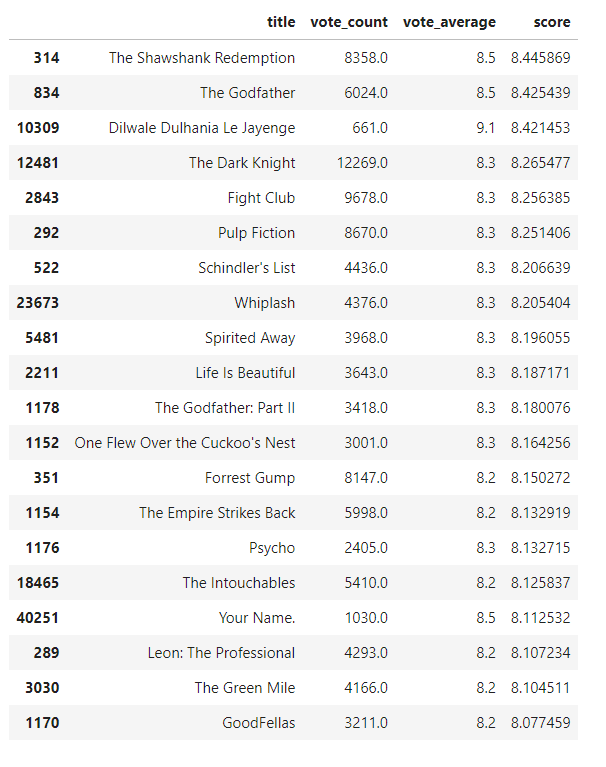 title vote_count vote_average score
314 The Shawshank Redemption 8358.0 8.5 8.445869
834 The Godfather 6024.0 8.5 8.425439
10309 Dilwale Dulhania Le Jayenge 661.0 9.1 8.421453
12481 The Dark Knight 12269.0 8.3 8.265477
2843 Fight Club 9678.0 8.3 8.256385
292 Pulp Fiction 8670.0 8.3 8.251406
522 Schindler's List 4436.0 8.3 8.206639
23673 Whiplash 4376.0 8.3 8.205404
5481 Spirited Away 3968.0 8.3 8.196055
2211 Life Is Beautiful 3643.0 8.3 8.187171
1178 The Godfather: Part II 3418.0 8.3 8.180076
1152 One Flew Over the Cuckoo's Nest 3001.0 8.3 8.164256
351 Forrest Gump 8147.0 8.2 8.150272
1154 The Empire Strikes Back 5998.0 8.2 8.132919
1176 Psycho 2405.0 8.3 8.132715
18465 The Intouchables 5410.0 8.2 8.125837
40251 Your Name. 1030.0 8.5 8.112532
289 Leon: The Professional 4293.0 8.2 8.107234
3030 The Green Mile 4166.0 8.2 8.104511
1170 GoodFellas 3211.0 8.2 8.077459